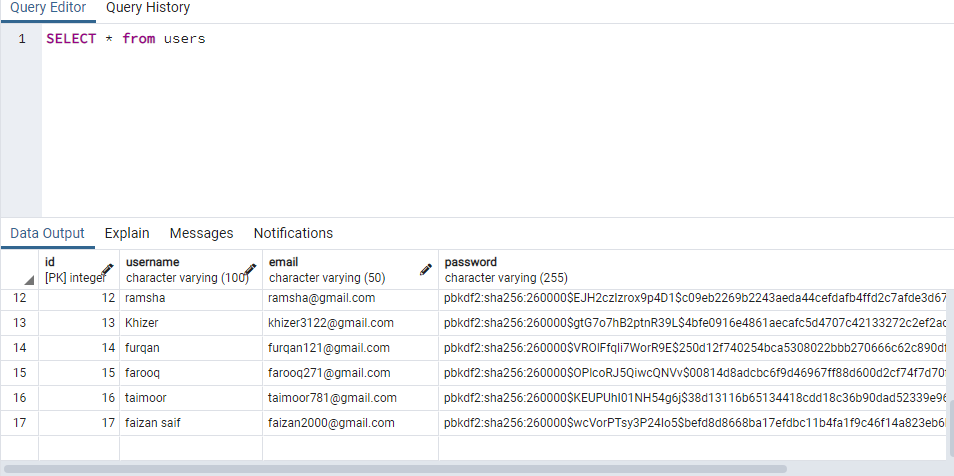 Query Editor Query History
1 SELECT * from users
Data Output Explain Messages Notifications
id username email password
[PK] integer character varying (100) character varying (50) character varying (255)
12 12 ramsha ramsha@gmail.com pbkdf2:sha256:260000$EJH2czIzrox9p4D1$c09eb2269b2243aeda44cefdafb4ffd2c7afde3d67
13 13 Khizer khizer3122@gmail.com pbkdf2:sha256:260000$gtG7o7hB2ptnR39L$4bfe0916e4861aecafc5d4707c42133272c2ef2ac
14 14 furqan furqan121@gmail.com pbkdf2:sha256:260000$VROIFfqli7WorR9E$250d12f740254bca5308022bbb270666c62c890df
15 15 farooq farooq271@gmail.com pbkdf2:sha256:260000$OPIcoRJ5QiwcQNVv$00814d8adcbc6f9d46967ff88d600d2cf74f7d70
16 16 taimoor taimoor781@gmail.com pbkdf2:sha256:260000$KEUPUhI01NH54g6j$38d13116b65134418cdd18c36b90dad52339e96
17 17 faizan saif faizan2000@gmail.com pbkdf2:sha256:260000$wcVorPTsy3P24Io5$befd8d8668ba17efdbc11b4fa1f9c46f14a823eb6